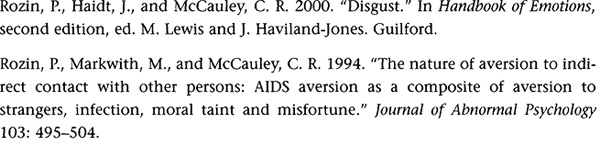 Rozin, P., Haidt, J., and McCauley, C. R. 2000. “Disgust.” In Handbook of Emotions,
second edition, ed. M. Lewis and J. Haviland-Jones. Guilford.
Rozin, P., Markwith, M., and McCauley, C. R. 1994. “The nature of aversion to indi-
rect contact with other persons: AIDS aversion as a composite of aversion to
strangers, infection, moral taint and misfortune.” Journal of Abnormal Psychology
103: 495–504.